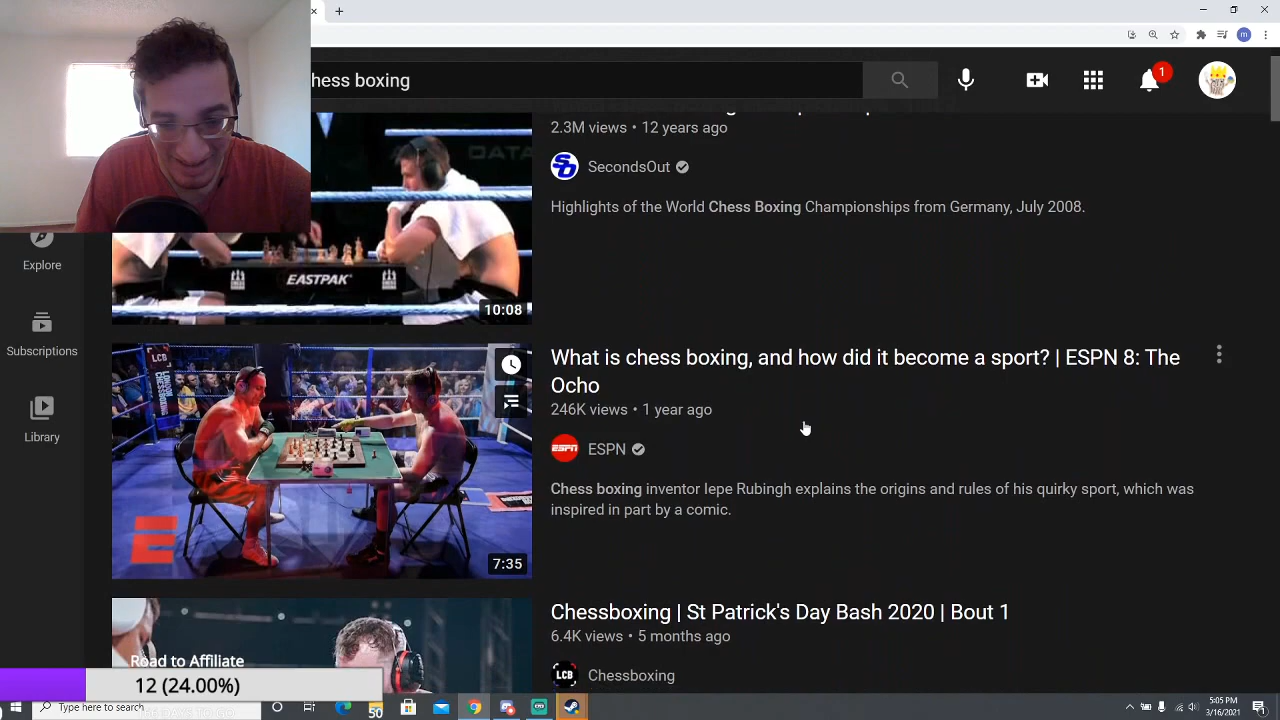 hess boxing
1
m
2.3M views • 12 years ago
SecondsOut
Highlights of the World Chess Boxing Championships from Germany, July 2008.
DATA
EASTPAK
10:08
Explore
Subscriptions
Library
What is chess boxing, and how did it become a sport? | ESPN 8: The
Ocho
246K views • 1 year ago
ESPN
Chess boxing inventor Iepe Rubingh explains the origins and rules of his quirky sport, which was
inspired in part by a comic.
LCB
E
7:35
Chessboxing | St Patrick's Day Bash 2020 | Bout 1
6.4K views • 5 months ago
LCB
Chessboxing
Road to Affiliate
12 (24.00%)
Type here to search
50
5:05 PM
3/16/2021